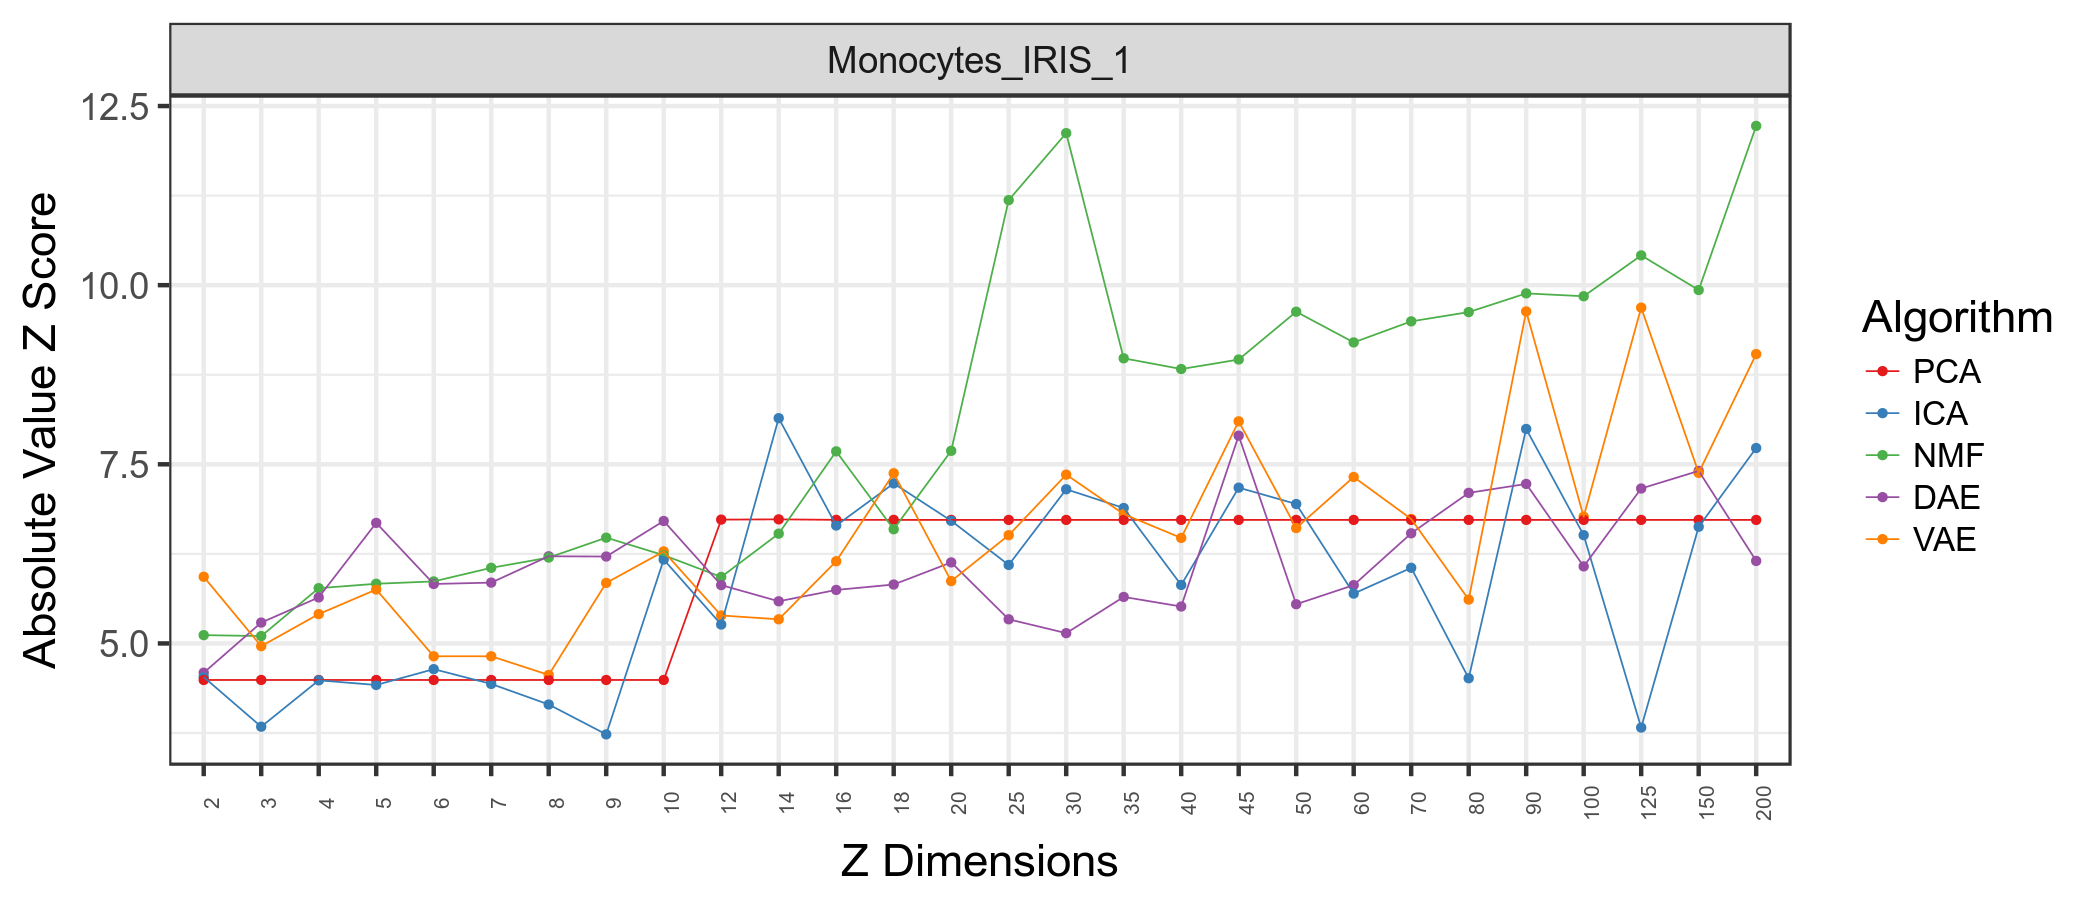 Monocytes_IRIS_1
12.5
10.0
7.5
5.0
Absolute Value Z Score
2 3 4 5 6 7 8 9 10 12 14 16 18 20 25 30 35 40 45 50 60 70 80 90 100 125 150 200
Z Dimensions
Algorithm
PCA
ICA
NMF
DAE
VAE